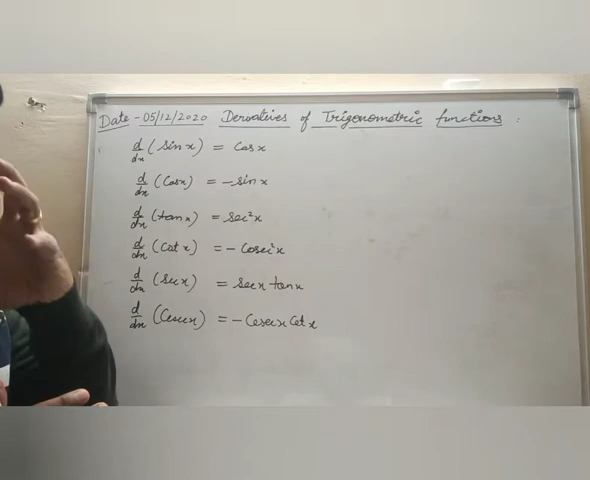 Date - 05/12/2020 Derivatives of Trigonometric functions :
d/dx (sin x) = Cos x
d/dx (Cos x) = - sin x
d/dx (tan x) = sec²x
d/dx (Cot x) = - Cosec²x
d/dx (sec x) = sec x tan x
d/dx (Cosec x) = - Cosec x Cot x